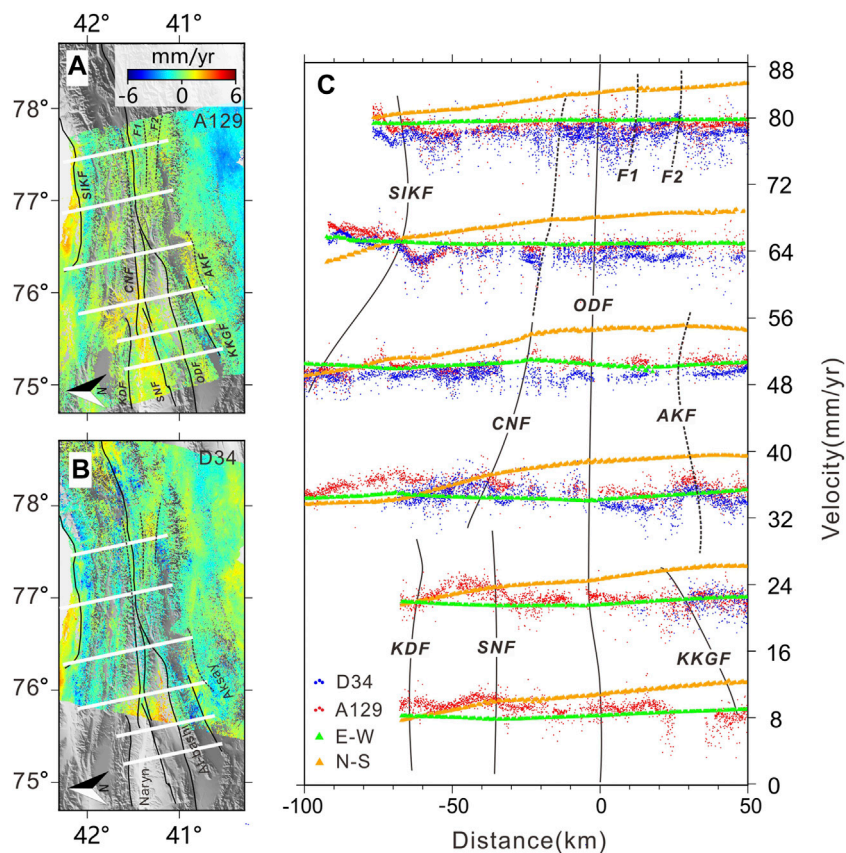 42° 41°
mm/yr
A
-6 0 6
A129
78°
77°
76°
75°
F1
F2
SIKF
CNF
AKF
KDF
SNF
ODF
KKGF
N
B
D34
78°
77°
76°
75°
Aksay
At-bashi
Naryn
N
42° 41°
C
SIKF
F1
F2
ODF
CNF
AKF
KDF
SNF
KKGF
D34
A129
E-W
N-S
88
80
72
64
56
48
40
32
24
16
8
0
Velocity(mm/yr)
-100 -50 0 50
Distance(km)